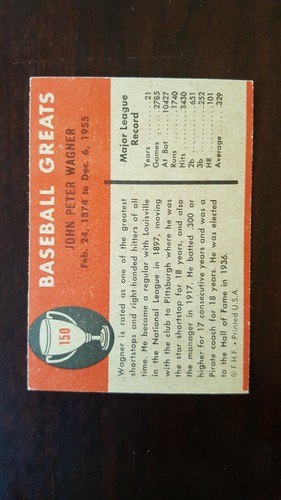 150
BASEBALL GREATS
JOHN PETER WAGNER
Feb. 24, 1874 to Dec. 6, 1955
Wagner is rated as one of the greatest
shortstops and right-handed hitters of all
time. He became a regular with Louisville
in the National League in 1897, moving
with the club to Pittsburgh where he was
the star shortstop for 18 years, and also
the manager in 1917. He batted .300 or
higher for 17 consecutive years and was a
Pirate coach for 18 years. He was elected
to the Hall of Fame in 1936.
© F.H.F. • Printed U.S.A.
Major League
Record
Years . . . . 21
Games . . . 2785
At Bat . . . 10427
Runs . . . . 1740
Hits . . . . 3430
2b . . . . . 651
3b . . . . . 252
HR . . . . . 101
Average . . . .329